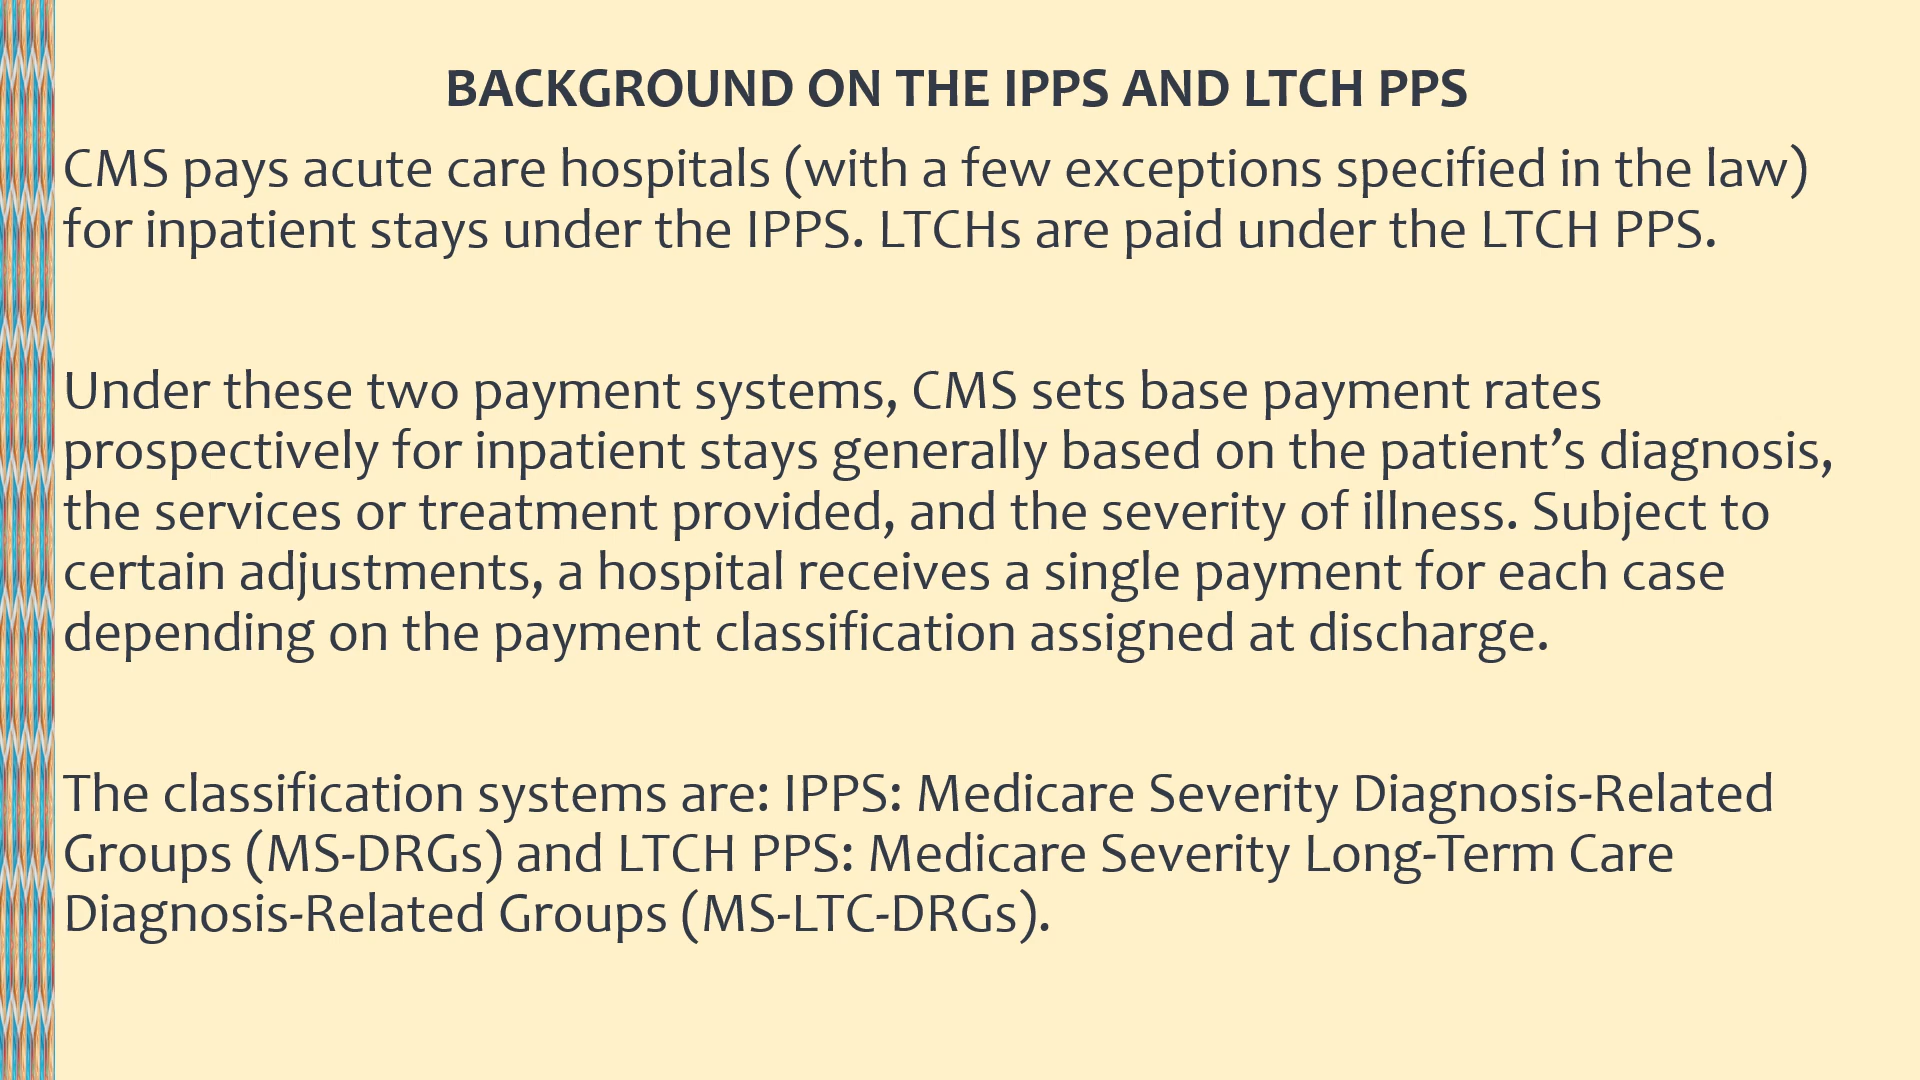 BACKGROUND ON THE IPPS AND LTCH PPS
CMS pays acute care hospitals (with a few exceptions specified in the law)
for inpatient stays under the IPPS. LTCHs are paid under the LTCH PPS.
Under these two payment systems, CMS sets base payment rates
prospectively for inpatient stays generally based on the patient’s diagnosis,
the services or treatment provided, and the severity of illness. Subject to
certain adjustments, a hospital receives a single payment for each case
depending on the payment classification assigned at discharge.
The classification systems are: IPPS: Medicare Severity Diagnosis-Related
Groups (MS-DRGs) and LTCH PPS: Medicare Severity Long-Term Care
Diagnosis-Related Groups (MS-LTC-DRGs).